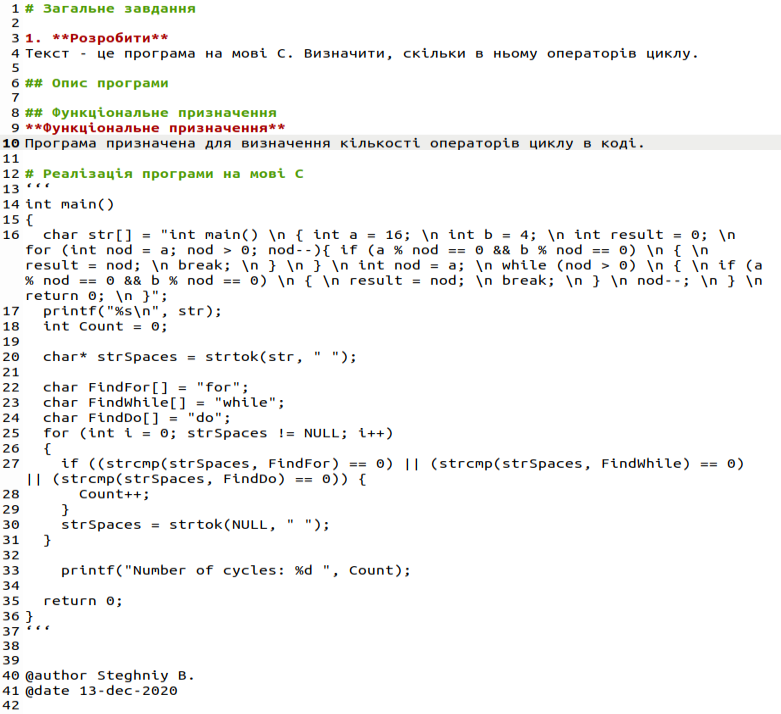 1 # Загальне завдання
2
3 1. **Розробити**
4 Текст - це програма на мові С. Визначити, скільки в ньому операторів циклу.
5
6 ## Опис програми
7
8 ## Функціональне призначення
9 **Функціональне призначення**
10 Програма призначена для визначення кількості операторів циклу в коді.
11
12 # Реалізація програми на мові С
13 ‘‘‘
14 int main()
15 {
16   char str[] = "int main() \n { int a = 16; \n int b = 4; \n int result = 0; \n
for (int nod = a; nod > 0; nod--){ if (a % nod == 0 && b % nod == 0) \n { \n
result = nod; \n break; \n } \n } \n int nod = a; \n while (nod > 0) \n { \n if (a
% nod == 0 && b % nod == 0) \n { \n result = nod; \n break; \n } \n nod--; \n } \n
return 0; \n }";
17   printf("%s\n", str);
18   int Count = 0;
19
20   char* strSpaces = strtok(str, " ");
21
22   char FindFor[] = "for";
23   char FindWhile[] = "while";
24   char FindDo[] = "do";
25   for (int i = 0; strSpaces != NULL; i++)
26   {
27     if ((strcmp(strSpaces, FindFor) == 0) || (strcmp(strSpaces, FindWhile) == 0)
|| (strcmp(strSpaces, FindDo) == 0)) {
28       Count++;
29     }
30     strSpaces = strtok(NULL, " ");
31   }
32
33     printf("Number of cycles: %d ", Count);
34
35   return 0;
36 }
37 ‘‘‘
38
39
40 @author Steghniy B.
41 @date 13-dec-2020
42